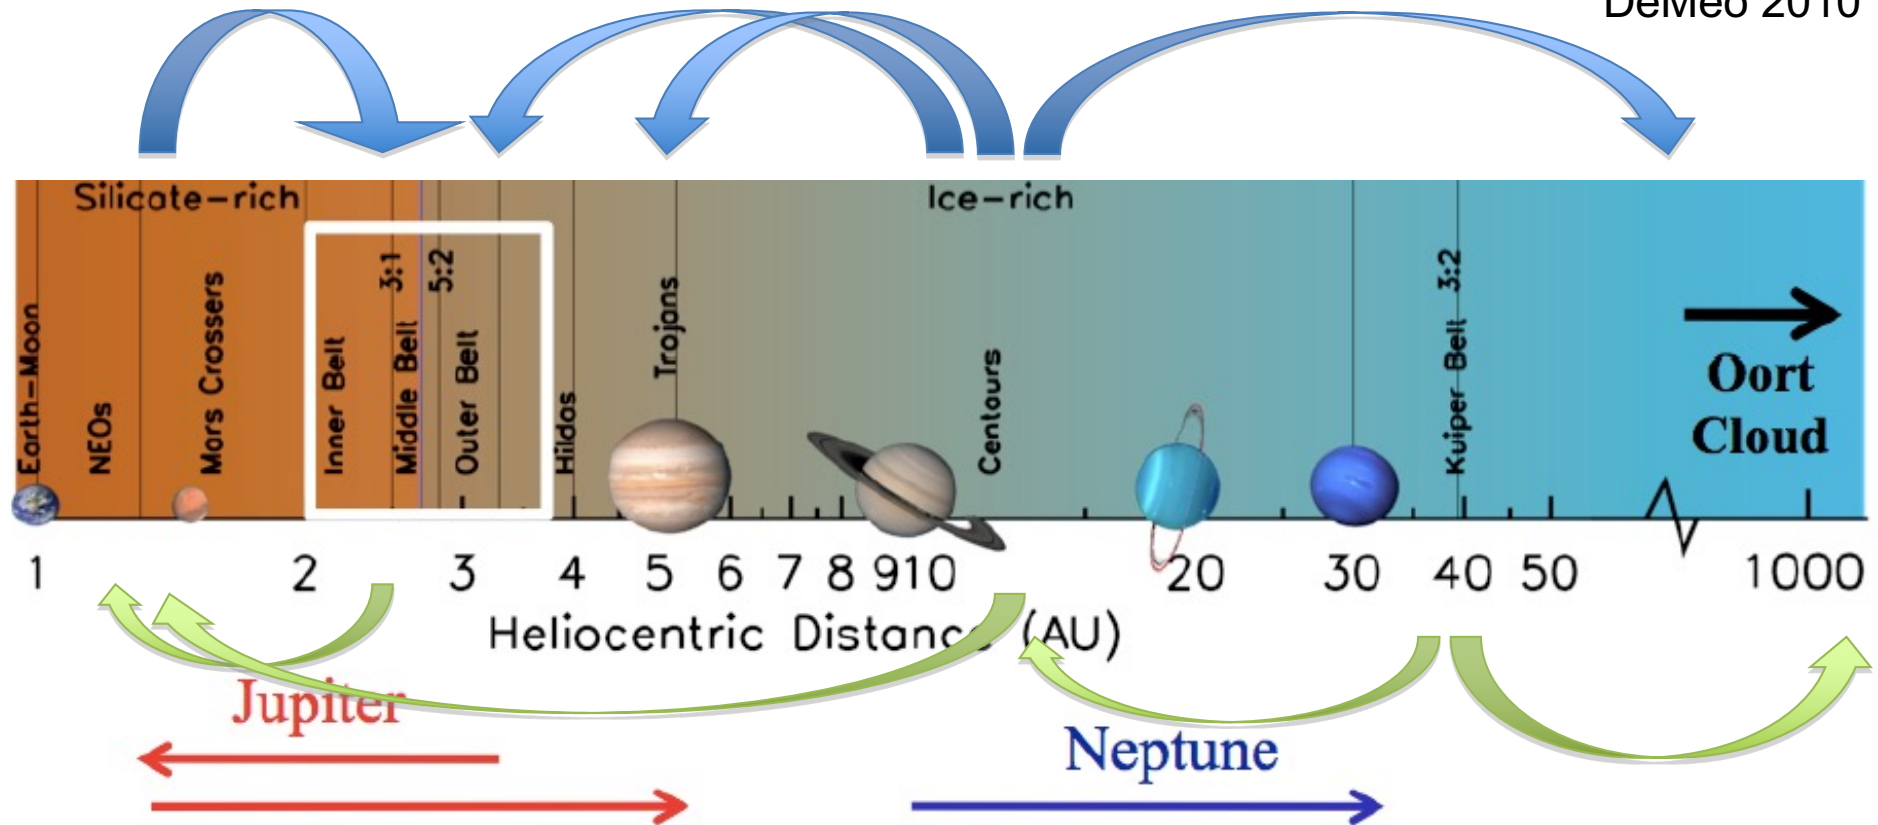 DeMeo 2010
Silicate-rich
Ice-rich
Earth-Moon
NEOs
Mars Crossers
Inner Belt
3:1
Middle Belt
5:2
Outer Belt
Hildas
Trojans
Centaurs
Kuiper Belt 3:2
Oort
Cloud
1 2 3 4 5 6 7 8 9 10 20 30 40 50 1000
Heliocentric Distance (AU)
Jupiter
Neptune